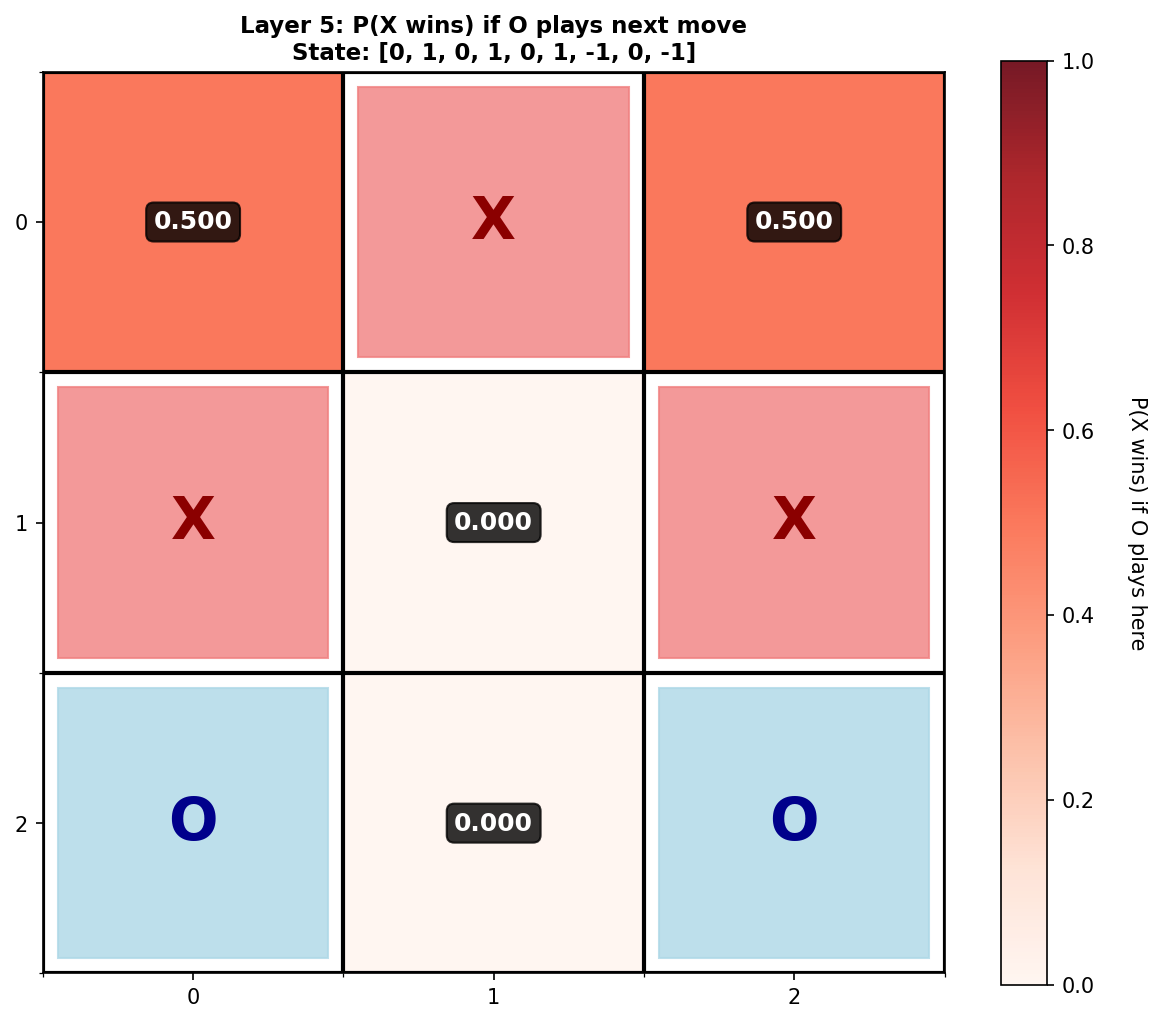 Layer 5: P(X wins) if O plays next move
State: [0, 1, 0, 1, 0, 1, -1, 0, -1]
0.500 X 0.500
X 0.000 X
O 0.000 O
0
1
2
0 1 2
1.0
0.8
0.6
0.4
0.2
0.0
P(X wins) if O plays here